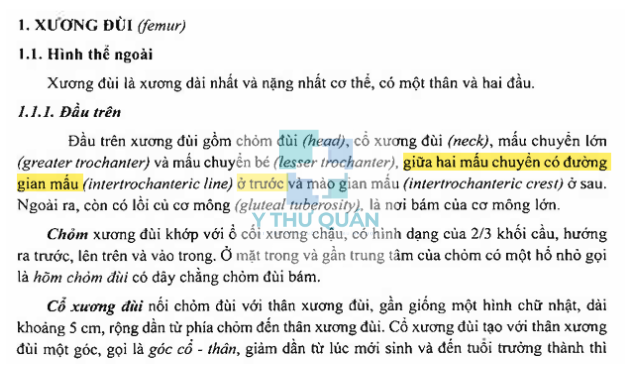 1. XƯƠNG ĐÙI (femur)
1.1. Hình thể ngoài
Xương đùi là xương dài nhất và nặng nhất cơ thể, có một thân và hai đầu.
1.1.1. Đầu trên
Đầu trên xương đùi gồm chỏm đùi (head), cổ xương đùi (neck), mấu chuyển lớn
(greater trochanter) và mấu chuyển bé (lesser trochanter), giữa hai mấu chuyển có đường
gian mấu (intertrochanteric line) ở trước và mào gian mấu (intertrochanteric crest) ở sau.
Ngoài ra, còn có lồi củ cơ mông (gluteal tuberosity), là nơi bám của cơ mông lớn.
Y THƯ QUÁN
Chỏm xương đùi khớp với ổ cối xương chậu, có hình dạng của 2/3 khối cầu, hướng
ra trước, lên trên và vào trong. Ở mặt trong và gần trung tâm của chỏm có một hố nhỏ gọi
là hõm chỏm đùi có dây chằng chỏm đùi bám.
Cổ xương đùi nối chỏm đùi với thân xương đùi, gần giống một hình chữ nhật, dài
khoảng 5 cm, rộng dần từ phía chỏm đến thân xương đùi. Cổ xương đùi tạo với thân xương
đùi một góc, gọi là góc cổ - thân, giảm dần từ lúc mới sinh và đến tuổi trưởng thành thì